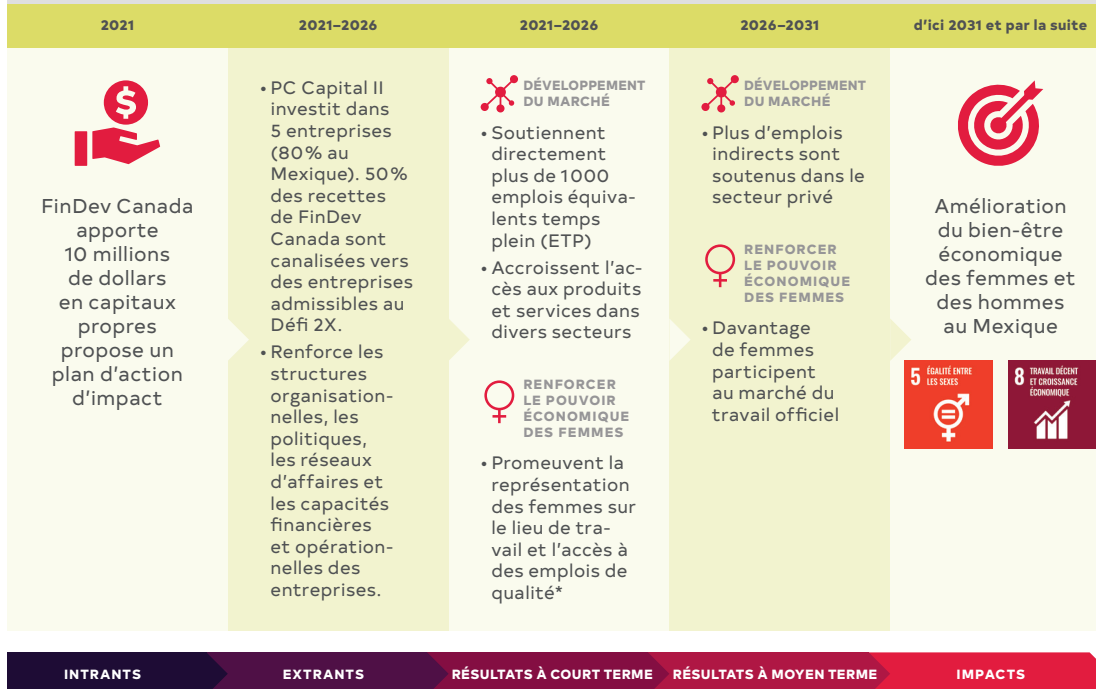 2021
2021–2026
2021–2026
2026–2031
d'ici 2031 et par la suite
$
FinDev Canada
apporte
10 millions
de dollars
en capitaux
propres
propose un
plan d'action
d'impact
• PC Capital II
investit dans
5 entreprises
(80 % au
Mexique). 50 %
des recettes
de FinDev
Canada sont
canalisées vers
des entreprises
admissibles au
Défi 2X.
• Renforce les
structures
organisation-
nelles, les
politiques,
les réseaux
d'affaires et
les capacités
financières
et opération-
nelles des
entreprises.
DÉVELOPPEMENT
DU MARCHÉ
• Soutiennent
directement
plus de 1000
emplois équiva-
lents temps
plein (ETP)
• Accroissent l'ac-
cès aux produits
et services dans
divers secteurs
RENFORCER
LE POUVOIR
ÉCONOMIQUE
DES FEMMES
• Promeuvent la
représentation
des femmes sur
le lieu de tra-
vail et l'accès à
des emplois de
qualité*
DÉVELOPPEMENT
DU MARCHÉ
• Plus d'emplois
indirects sont
soutenus dans le
secteur privé
RENFORCER
LE POUVOIR
ÉCONOMIQUE
DES FEMMES
• Davantage
de femmes
participent
au marché du
travail officiel
Amélioration
du bien-être
économique
des femmes et
des hommes
au Mexique
5 ÉGALITÉ ENTRE
LES SEXES
8 TRAVAIL DÉCENT
ET CROISSANCE
ÉCONOMIQUE
INTRANTS
EXTRANTS
RÉSULTATS À COURT TERME
RÉSULTATS À MOYEN TERME
IMPACTS